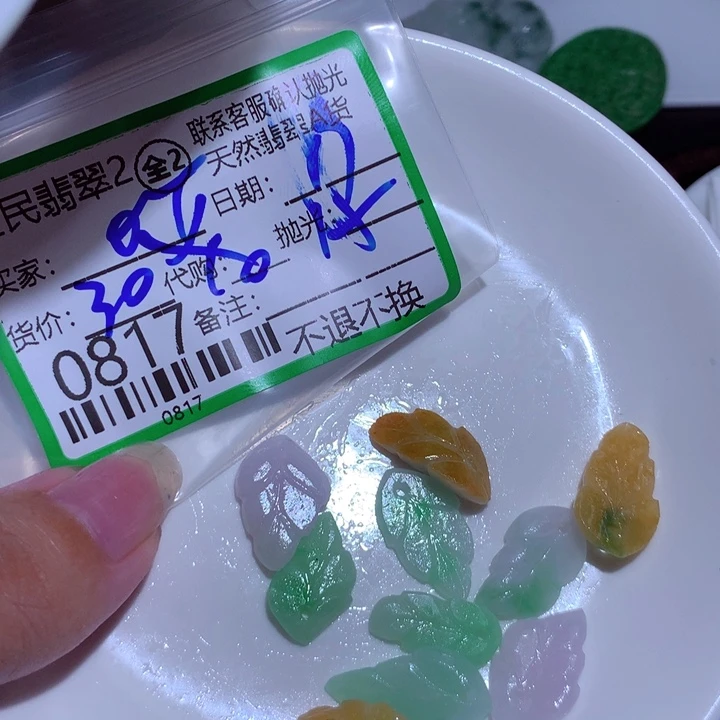 联系客服确认抛光
天然翡翠A货
民翡翠2 全2
日期：
买家：
抛光：
代购：
货价：30
备注：
不退不换
0817
0817